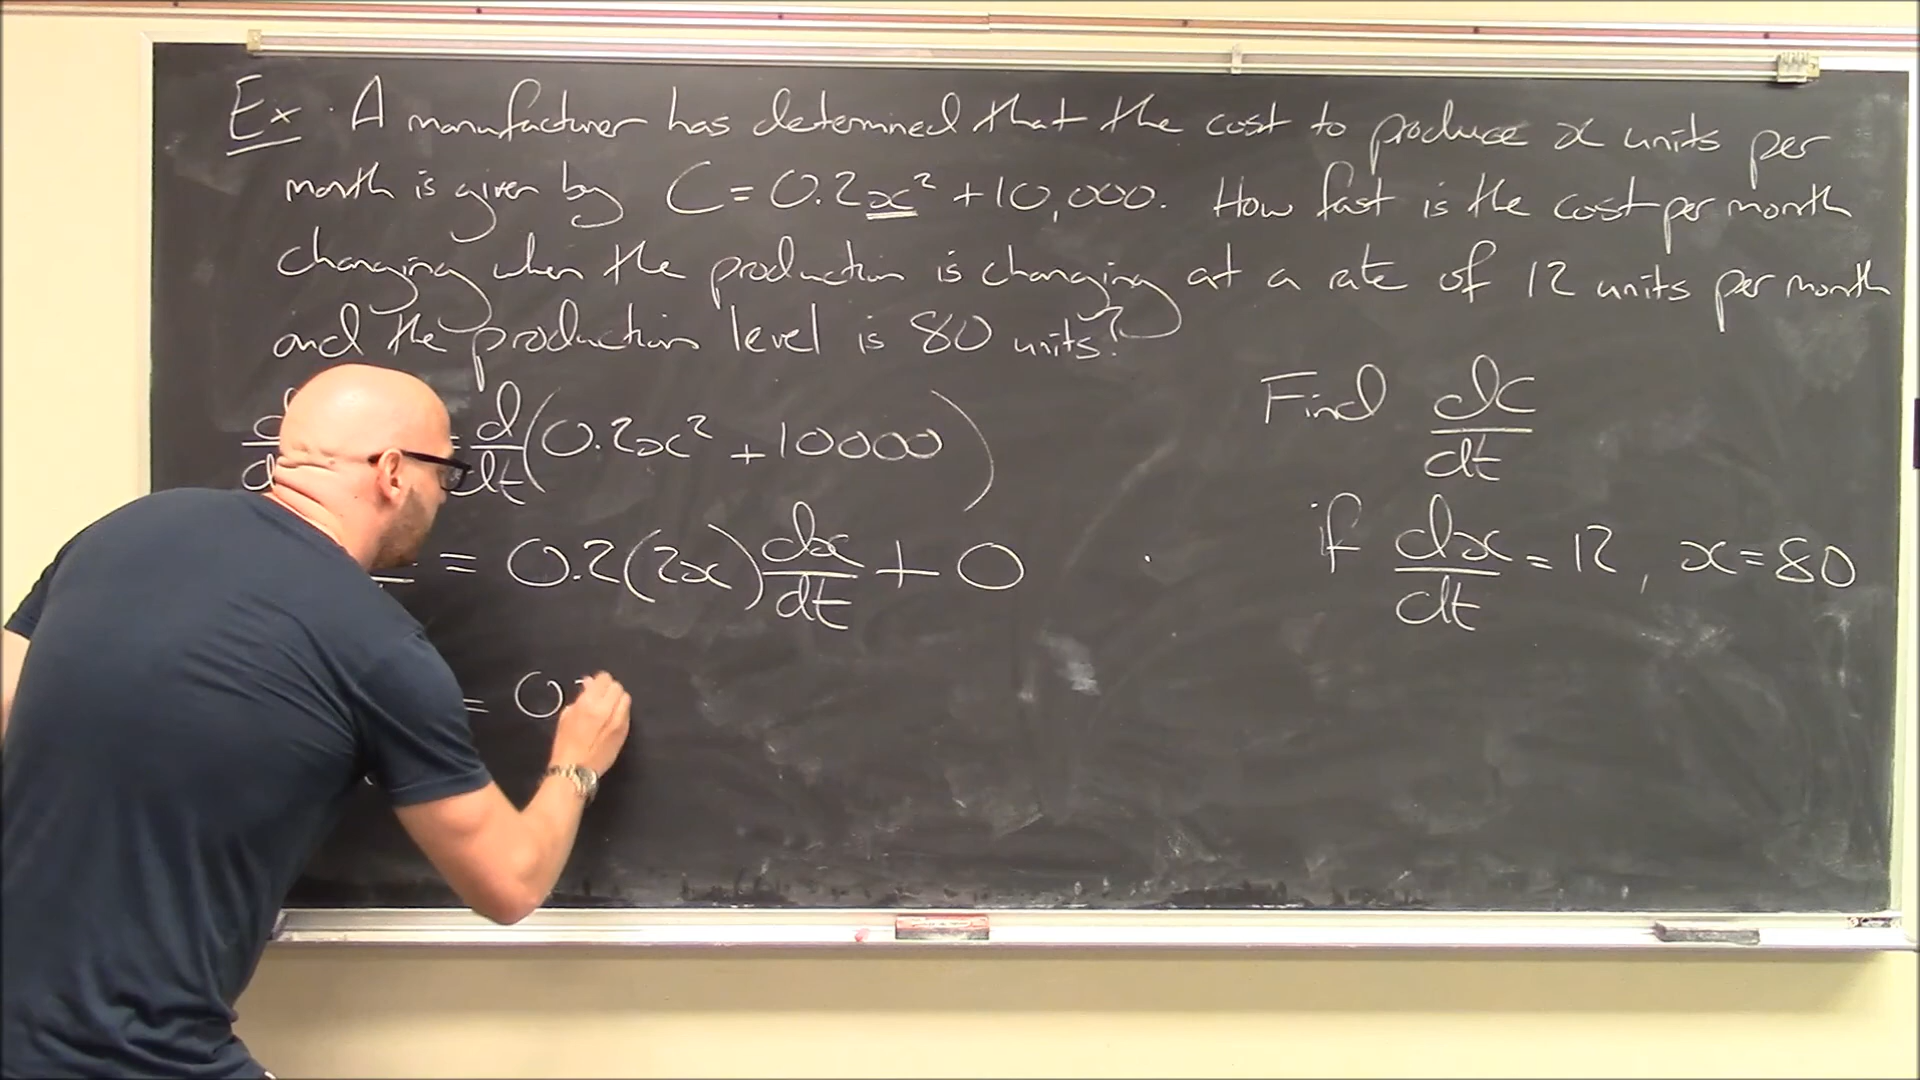 Ex. A manufacturer has determined that the cost to produce x units per
month is given by C = 0.2x² + 10,000. How fast is the cost per month
changing when the production is changing at a rate of 12 units per month
and the production level is 80 units?
= d/dt (0.2x² + 10000)
= 0.2(2x) dx/dt + 0
= 0.
Find dC/dt
if dx/dt = 12, x = 80